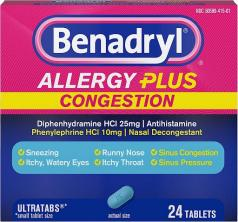 NDC 50580-415-01
Benadryl®
ALLERGY PLUS
CONGESTION
Diphenhydramine HCl 25mg | Antihistamine
Phenylephrine HCl 10mg | Nasal Decongestant
Sneezing
Runny Nose
Sinus Congestion
Itchy, Watery Eyes
Itchy Throat
Sinus Pressure
ULTRATABS®*
*small tablet size
actual size
24 TABLETS